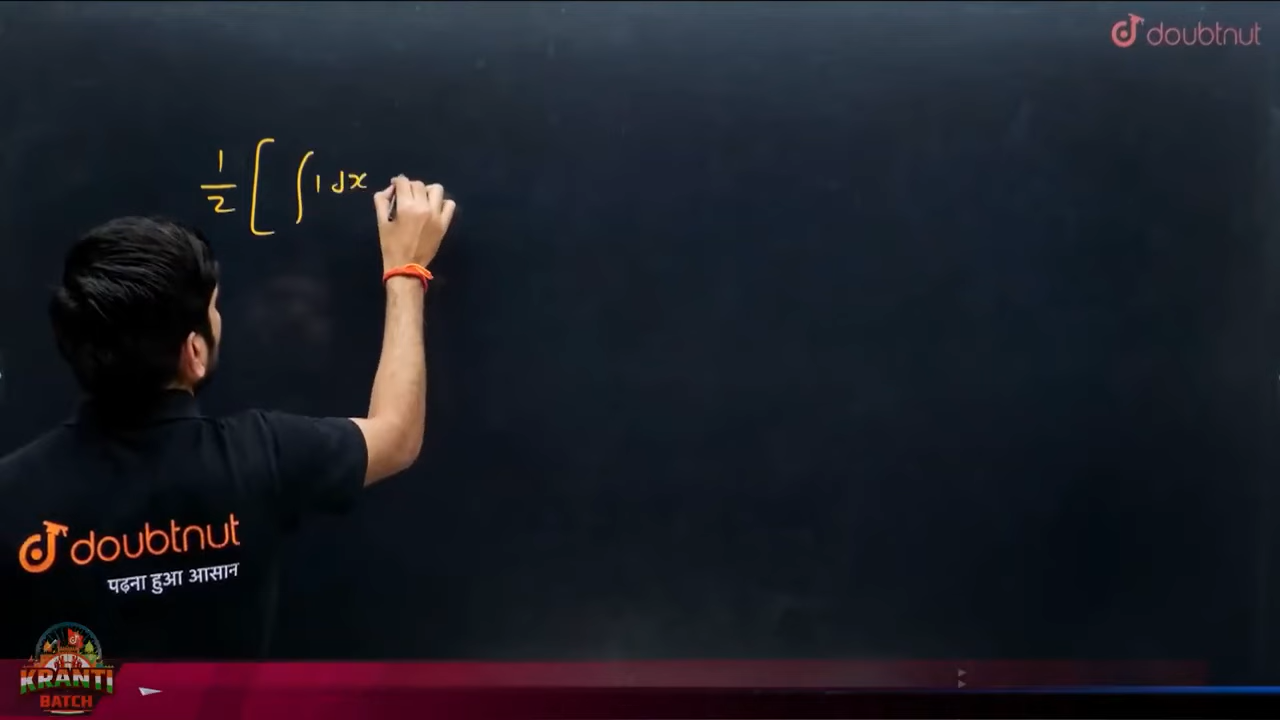 doubtnut
1/2 [ ∫ 1 dx
doubtnut
पढ़ना हुआ आसान
KRANTI
BATCH